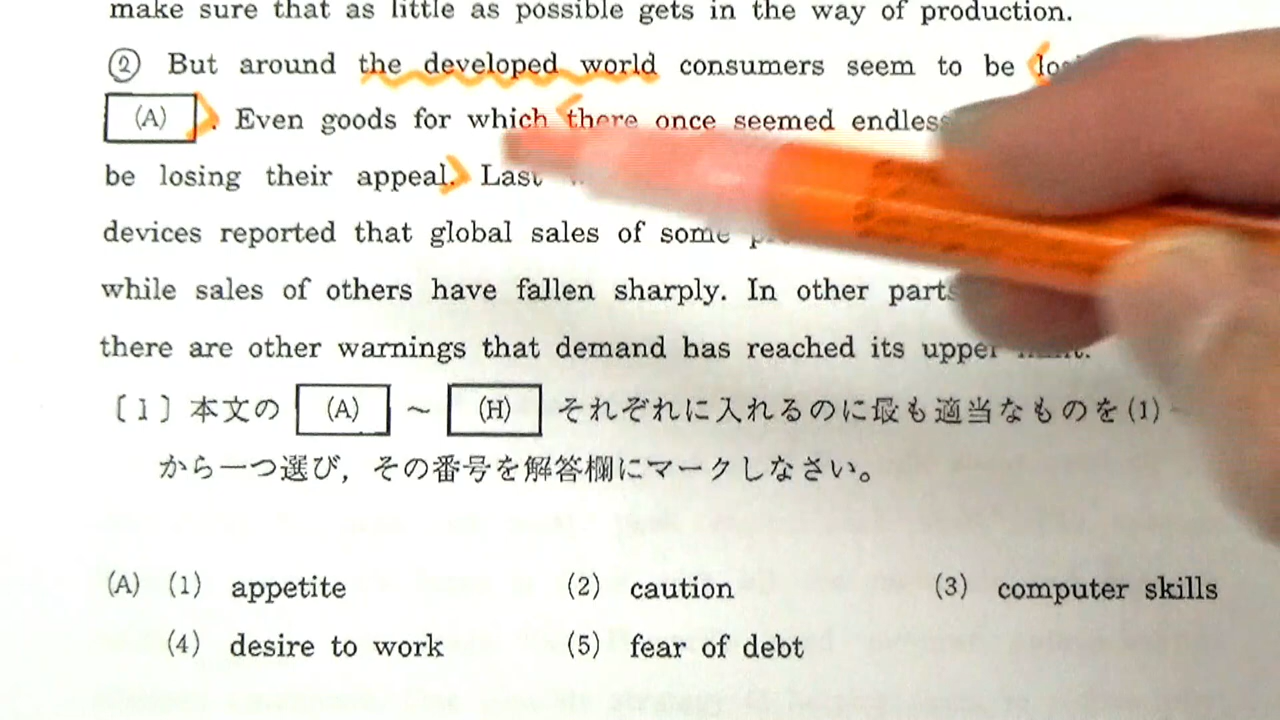 make sure that as little as possible gets in the way of production.
② But around the developed world consumers seem to be
(A) . Even goods for which there once seemed endless
be losing their appeal. Last
devices reported that global sales of some
while sales of others have fallen sharply. In other parts
there are other warnings that demand has reached its upper
〔1〕本文の (A) ~ (H) それぞれに入れるのに最も適当なものを(1)
から一つ選び，その番号を解答欄にマークしなさい。
(A) (1) appetite (2) caution (3) computer skills
(4) desire to work (5) fear of debt